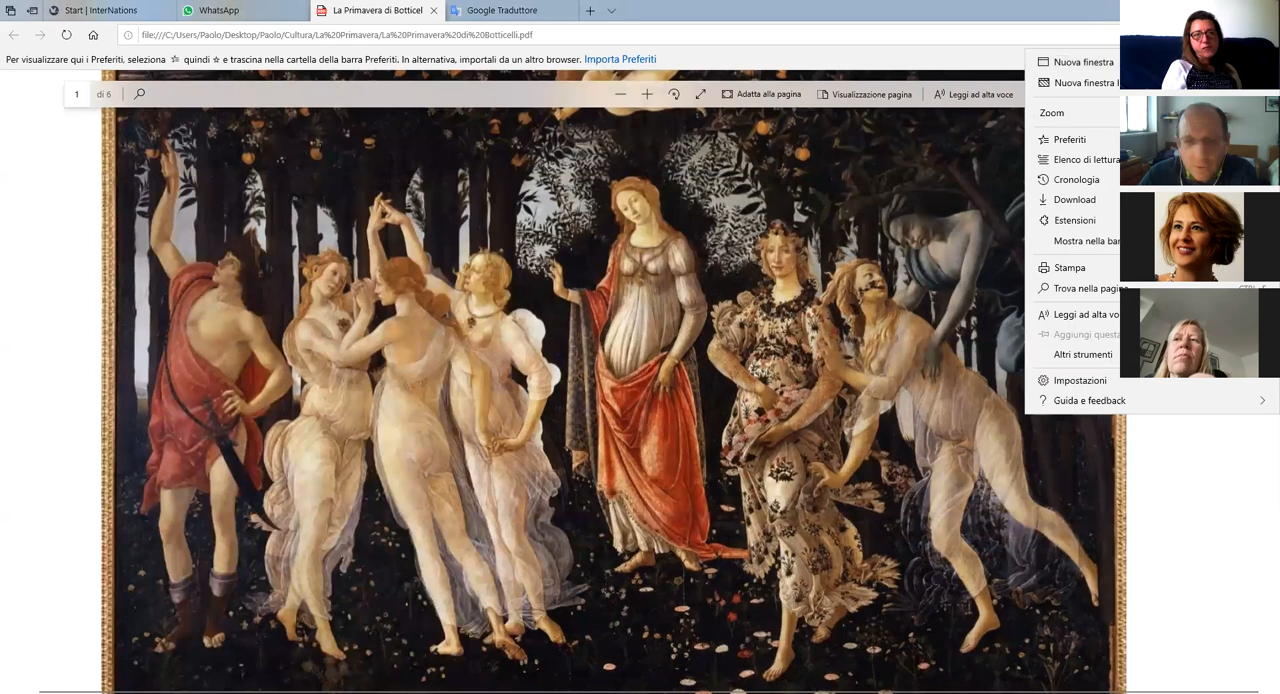 Start | InterNations
WhatsApp
La Primavera di Botticel
Google Traduttore
file:///C:/Users/Paolo/Desktop/Paolo/Cultura/La%20Primavera/La%20Primavera%20di%20Botticelli.pdf
Per visualizzare qui i Preferiti, seleziona quindi e trascina nella cartella della barra Preferiti. In alternativa, importali da un altro browser. Importa Preferiti
1 di 6
Adatta alla pagina
Visualizzazione pagina
Leggi ad alta voce
Nuova finestra
Nuova finestra I
Zoom
Preferiti
Elenco di lettura
Cronologia
Download
Estensioni
Mostra nella bar
Stampa
Trova nella pagina
Leggi ad alta vo
Aggiungi questa
Altri strumenti
Impostazioni
Guida e feedback